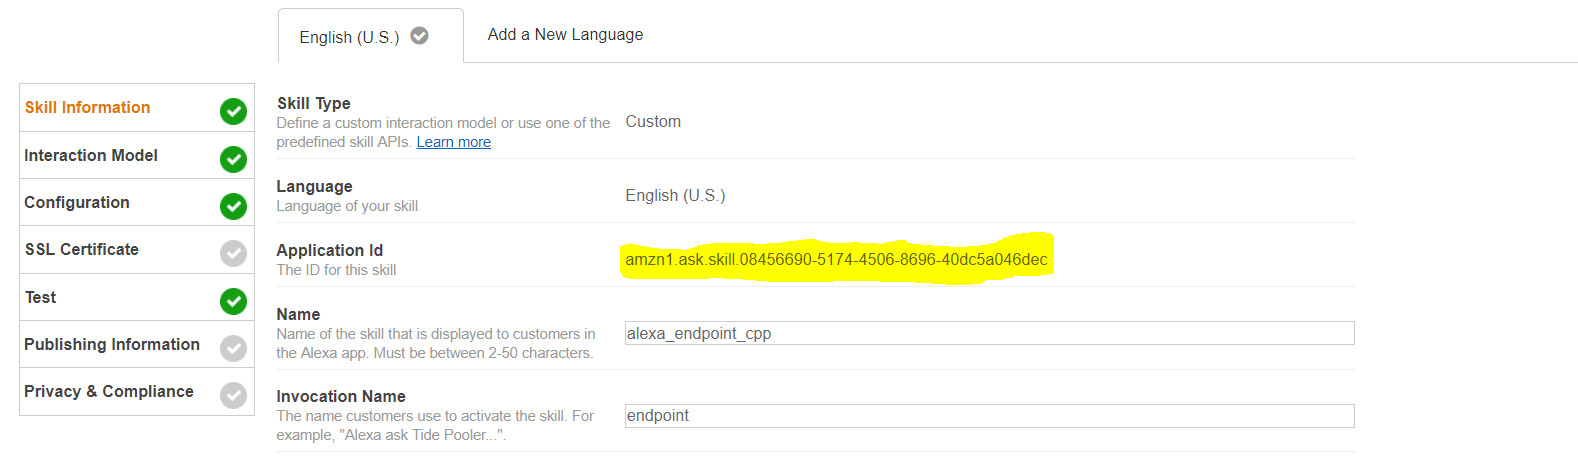 English (U.S.)
Add a New Language
Skill Information
Interaction Model
Configuration
SSL Certificate
Test
Publishing Information
Privacy & Compliance
Skill Type
Define a custom interaction model or use one of the
predefined skill APIs. Learn more
Custom
Language
Language of your skill
English (U.S.)
Application Id
The ID for this skill
amzn1.ask.skill.08456690-5174-4506-8696-40dc5a046dec
Name
Name of the skill that is displayed to customers in
the Alexa app. Must be between 2-50 characters.
alexa_endpoint_cpp
Invocation Name
The name customers use to activate the skill. For
example, "Alexa ask Tide Pooler...".
endpoint